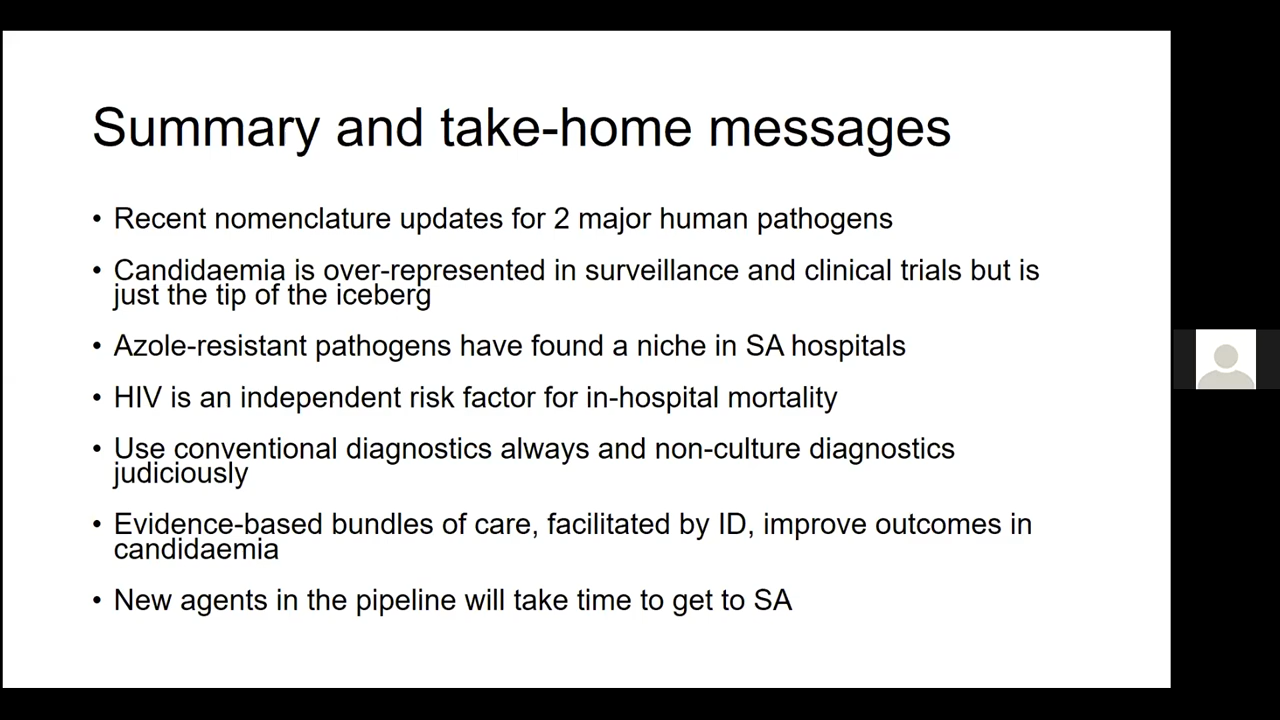 Summary and take-home messages
• Recent nomenclature updates for 2 major human pathogens
• Candidaemia is over-represented in surveillance and clinical trials but is
just the tip of the iceberg
• Azole-resistant pathogens have found a niche in SA hospitals
• HIV is an independent risk factor for in-hospital mortality
• Use conventional diagnostics always and non-culture diagnostics
judiciously
• Evidence-based bundles of care, facilitated by ID, improve outcomes in
candidaemia
• New agents in the pipeline will take time to get to SA